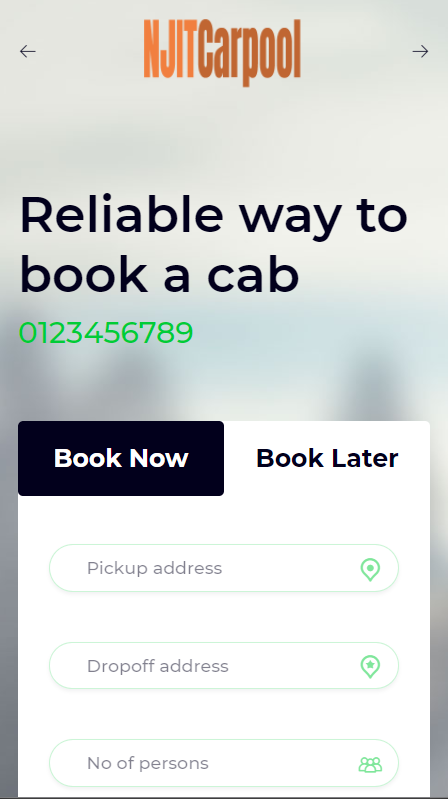 NJITCarpool
Reliable way to
book a cab
0123456789
Book Now
Book Later
Pickup address
Dropoff address
No of persons